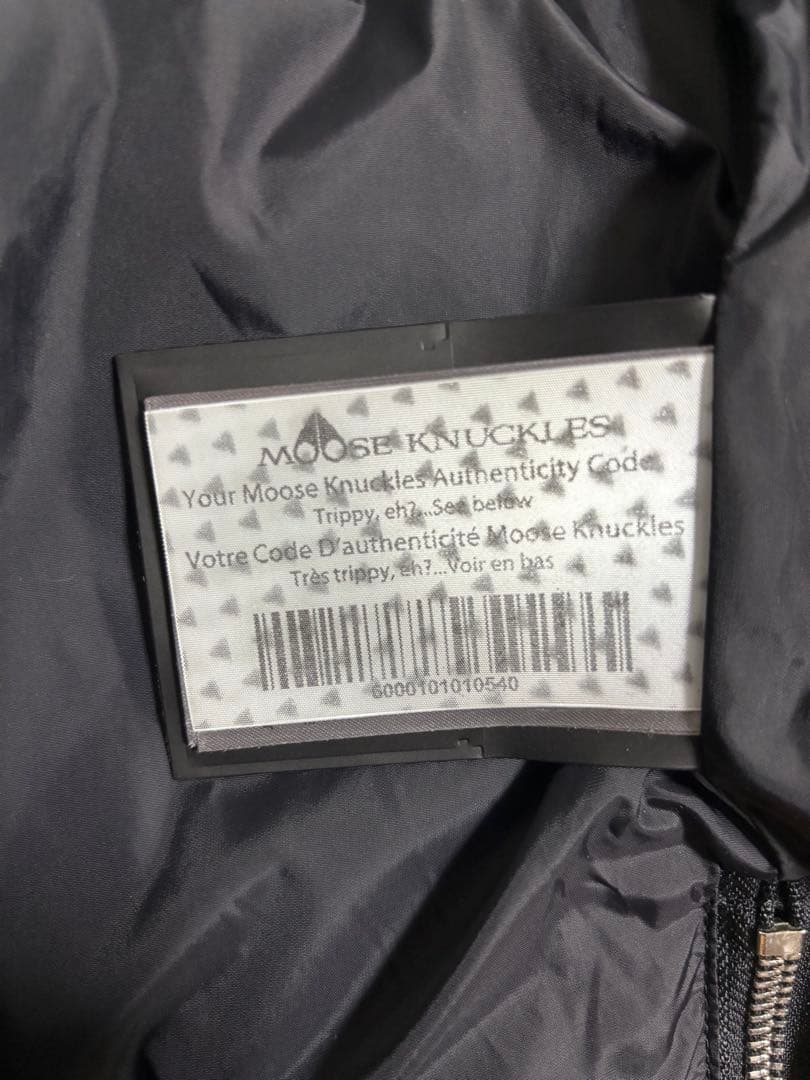 MOOSE KNUCKLES
Your Moose Knuckles Authenticity Code
Trippy, eh?...See below
Votre Code D'authenticité Moose Knuckles
Très trippy, eh?...Voir en bas
6000101010540